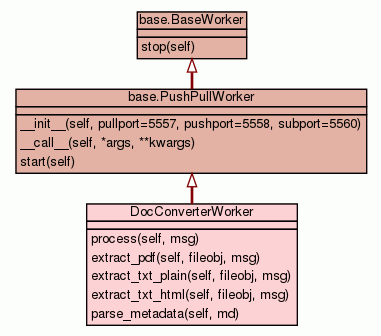 base.BaseWorker
stop(self)
base.PushPullWorker
__init__(self, pullport=5557, pushport=5558, subport=5560)
__call__(self, *args, **kwargs)
start(self)
DocConverterWorker
process(self, msg)
extract_pdf(self, fileobj, msg)
extract_txt_plain(self, fileobj, msg)
extract_txt_html(self, fileobj, msg)
parse_metadata(self, md)